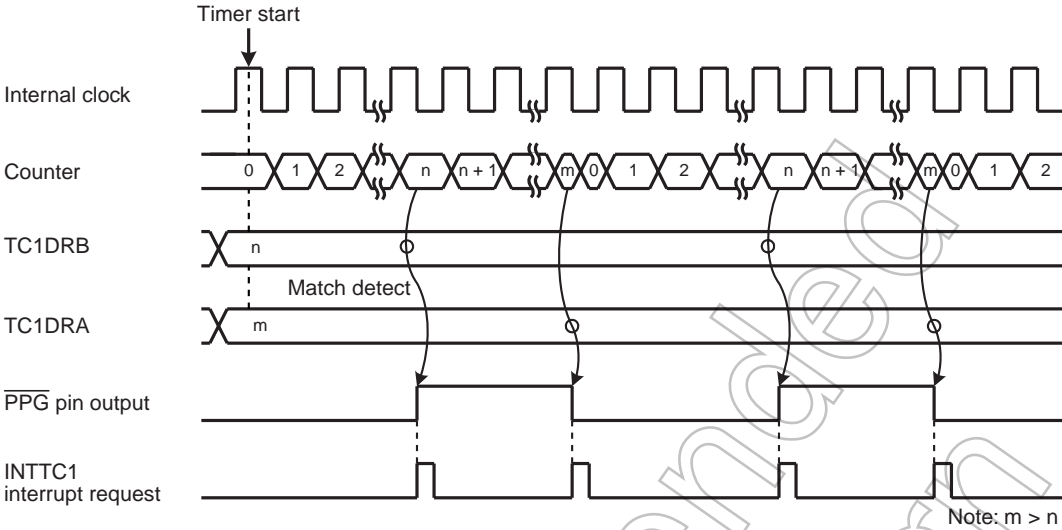 Timer start
Internal clock
Counter
0 1 2 n n + 1 m 0 1 2 n n + 1 m 0 1 2
TC1DRB
n
Match detect
TC1DRA
m
PPG pin output
INTTC1
interrupt request
Note: m > n